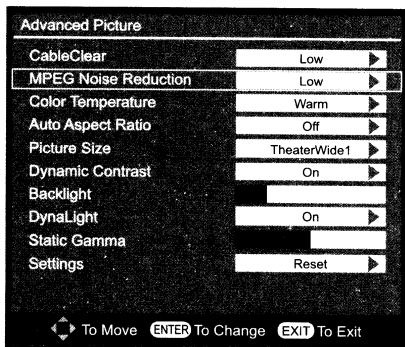 Advanced Picture
CableClear Low
MPEG Noise Reduction Low
Color Temperature Warm
Auto Aspect Ratio Off
Picture Size TheaterWide1
Dynamic Contrast On
Backlight
DynaLight On
Static Gamma
Settings Reset
To Move ENTER To Change EXIT To Exit